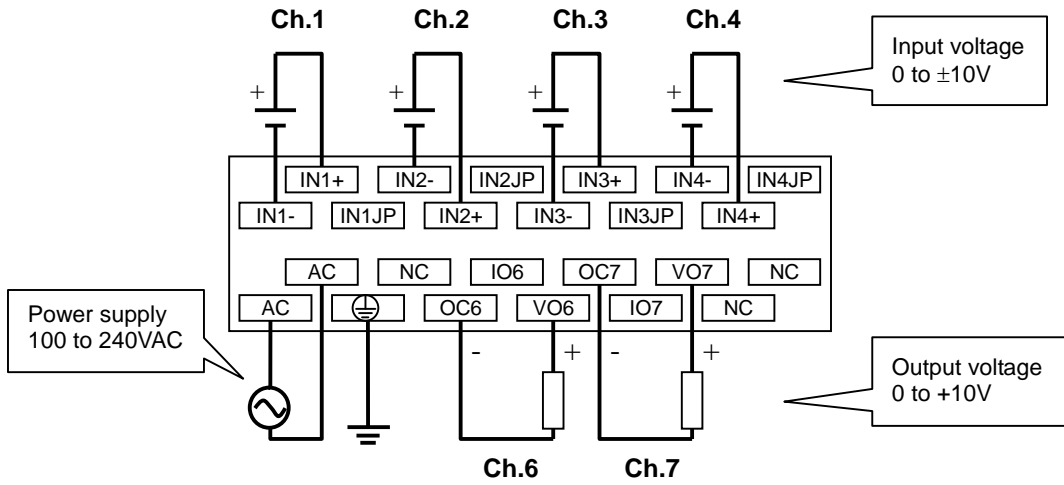 Ch.1 Ch.2 Ch.3 Ch.4
Input voltage
0 to ±10V
+ + + +
IN1+ IN2- IN2JP IN3+ IN4- IN4JP
IN1- IN1JP IN2+ IN3- IN3JP IN4+
AC NC IO6 OC7 VO7 NC
AC OC6 VO6 IO7 NC
Power supply
100 to 240VAC
- + - +
Output voltage
0 to +10V
Ch.6 Ch.7